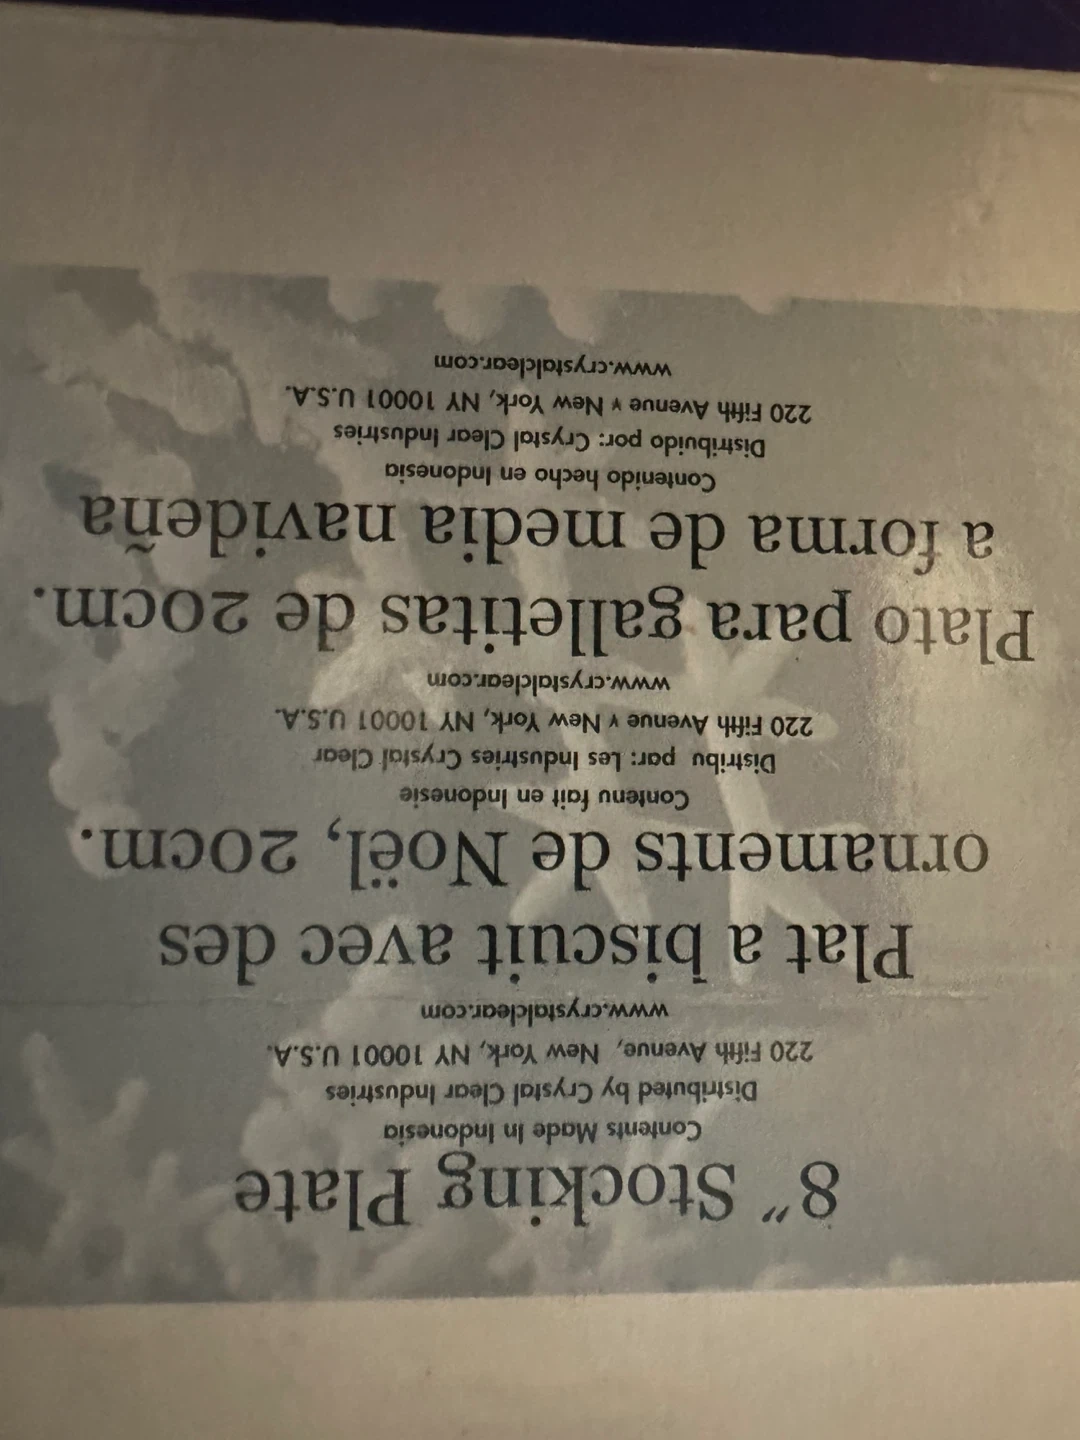 8″ Stocking Plate
Contents Made In Indonesia
Distributed by Crystal Clear Industries
220 Fifth Avenue, New York, NY 10001 U.S.A.
www.crystalclear.com
Plat a biscuit avec des
ornaments de Noël, 20cm.
Contenu fait en Indonesie
Distribu par: Les Industries Crystal Clear
220 Fifth Avenue v New York, NY 10001 U.S.A.
www.crystalclear.com
Plato para galletitas de 20cm.
a forma de media navideña
Contenido hecho en Indonesia
Distribuido por: Crystal Clear Industries
220 Fifth Avenue v New York, NY 10001 U.S.A.
www.crystalclear.com